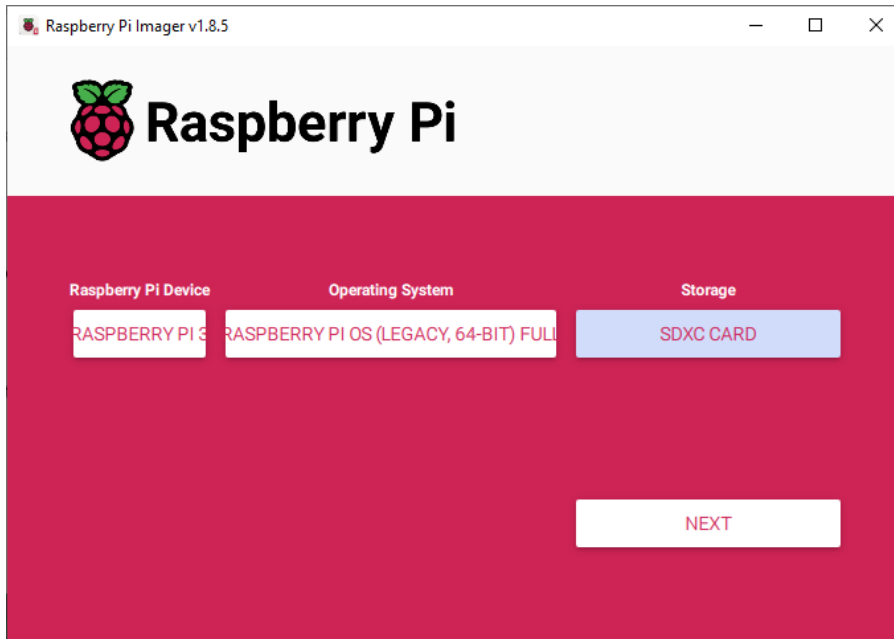 Raspberry Pi Imager v1.8.5
Raspberry Pi
Raspberry Pi Device
Operating System
Storage
RASPBERRY PI 3
RASPBERRY PI OS (LEGACY, 64-BIT) FULL
SDXC CARD
NEXT